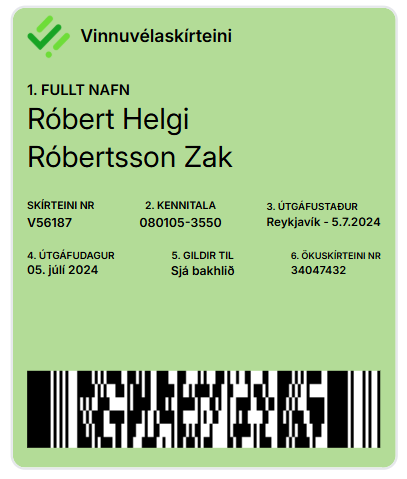 Vinnuvélaskírteini
1. FULLT NAFN
Róbert Helgi
Róbertsson Zak
SKÍRTEINI NR 2. KENNITALA 3. ÚTGÁFUSTAÐUR
V56187 080105-3550 Reykjavík - 5.7.2024
4. ÚTGÁFUDAGUR 5. GILDIR TIL 6. ÖKUSKÍRTEINI NR
05. júlí 2024 Sjá bakhlið 34047432